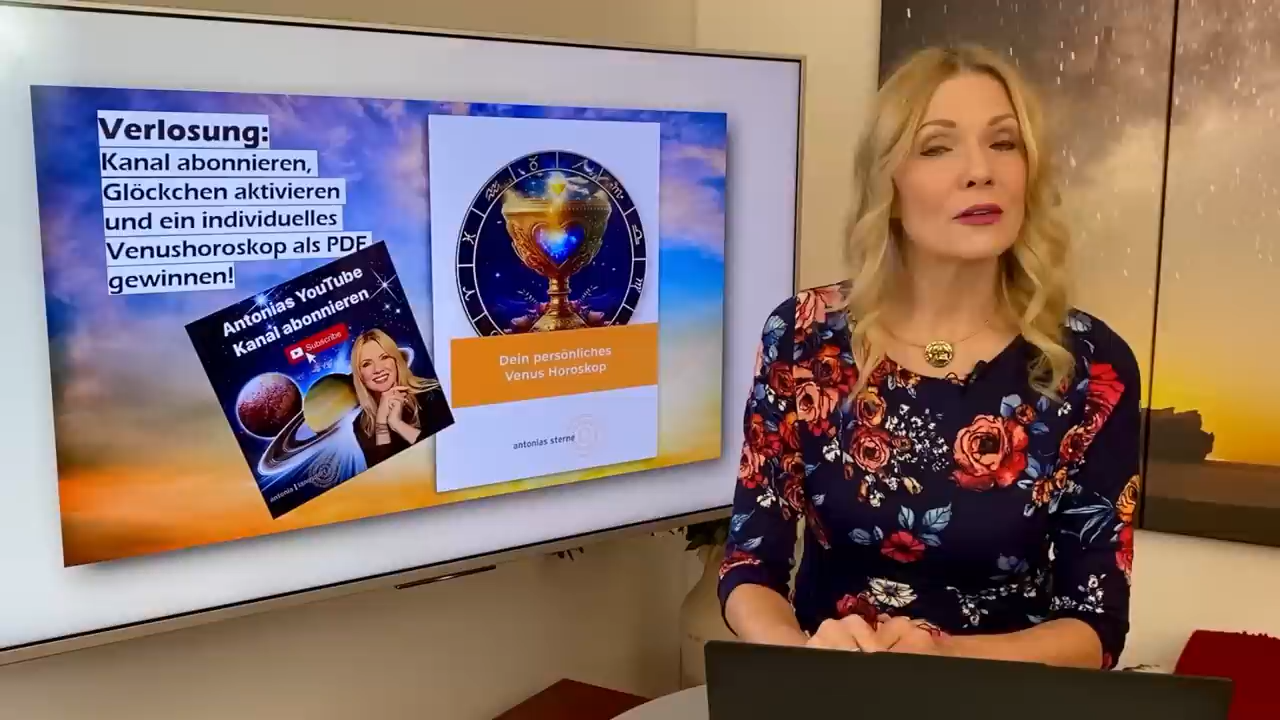 Verlosung:
Kanal abonnieren,
Glöckchen aktivieren
und ein individuelles
Venushoroskop als PDF
gewinnen!
Antonias YouTube
Kanal abonnieren
Subscribe
Dein persönliches
Venus Horoskop
antonias sterne